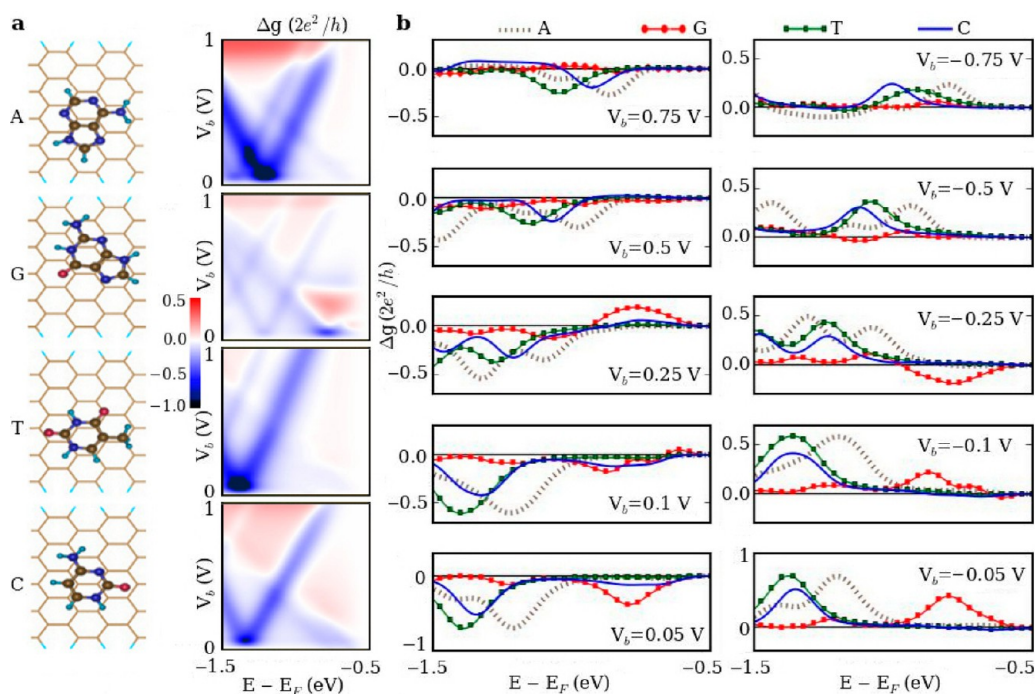 a
Δg (2e²/h)
b
A
G
T
C
A
G
T
C
V_b (V)
1
0
V_b (V)
1
0
V_b (V)
1
0
V_b (V)
1
0
0.5
0.0
−0.5
−1.0
−1.5
−0.5
E − E_F (eV)
Δg (2e²/h)
0.0
−0.5
V_b=0.75 V
0.5
0.0
V_b=−0.75 V
0.0
−0.5
V_b=0.5 V
0.5
0.0
V_b=−0.5 V
0.0
−0.5
V_b=0.25 V
0.5
0.0
V_b=−0.25 V
0.0
−0.5
V_b=0.1 V
0.5
0.0
V_b=−0.1 V
0
−1
V_b=0.05 V
1
0
V_b=−0.05 V
−1.5
−0.5
E − E_F (eV)
−1.5
−0.5
E − E_F (eV)